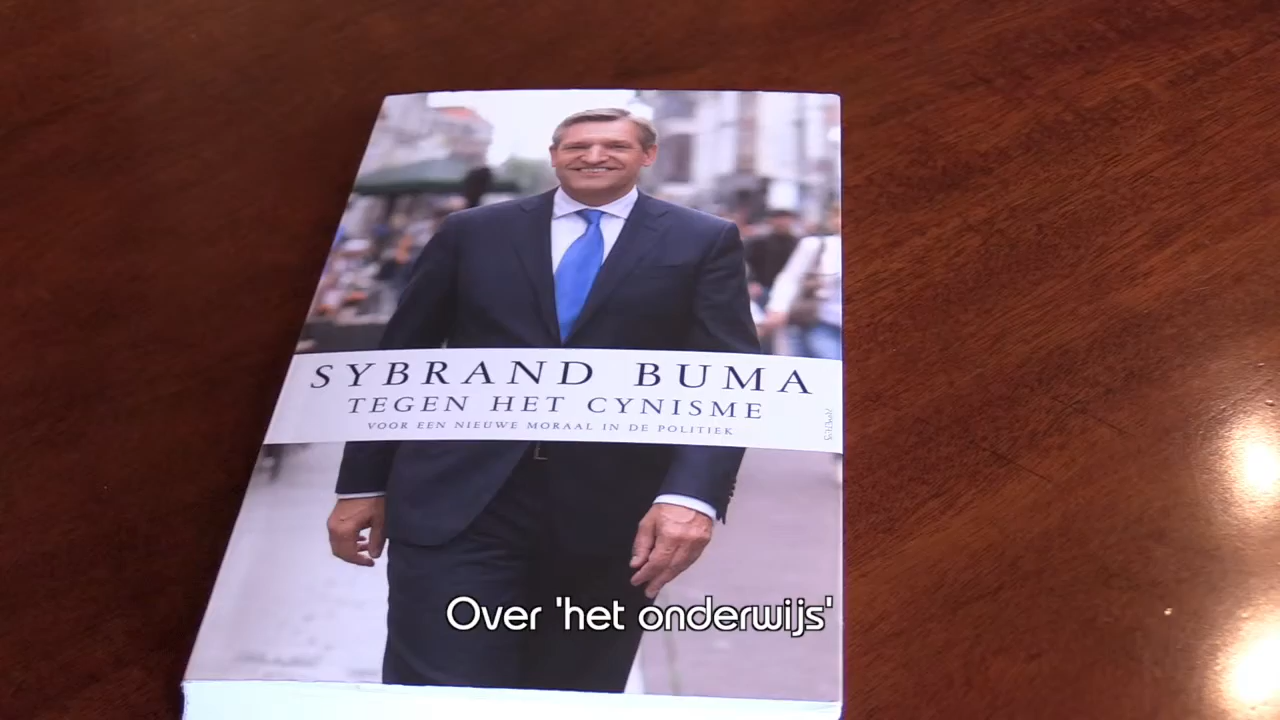 SYBRAND BUMA
TEGEN HET CYNISME
VOOR EEN NIEUWE MORAAL IN DE POLITIEK
Over 'het onderwijs'